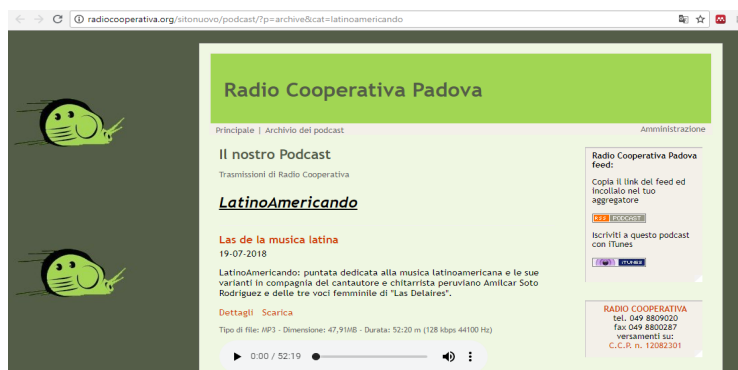 radiocooperativa.org/sitonuovo/podcast/?p=archive&cat=latinoamericando
Radio Cooperativa Padova
Principale | Archivio dei podcast
Amministrazione
Il nostro Podcast
Trasmissioni di Radio Cooperativa
LatinoAmericando
Las de la musica latina
19-07-2018
LatinoAmericando: puntata dedicata alla musica latinoamericana e le sue
varianti in compagnia del cantautore e chitarrista peruviano Amilcar Soto
Rodriguez e delle tre voci femminile di "Las Delaires".
Dettagli Scarica
Tipo di file: MP3 - Dimensione: 47,91MB - Durata: 52:20 m (128 kbps 44100 Hz)
0:00 / 52:19
Radio Cooperativa Padova
feed:
Copia il link del feed ed
incollalo nel tuo
aggregatore
RSS PODCAST
Iscriviti a questo podcast
con iTunes
ITUNES
RADIO COOPERATIVA
tel. 049 8809020
fax 049 8800287
versamenti su:
C.C.P. n. 12082301